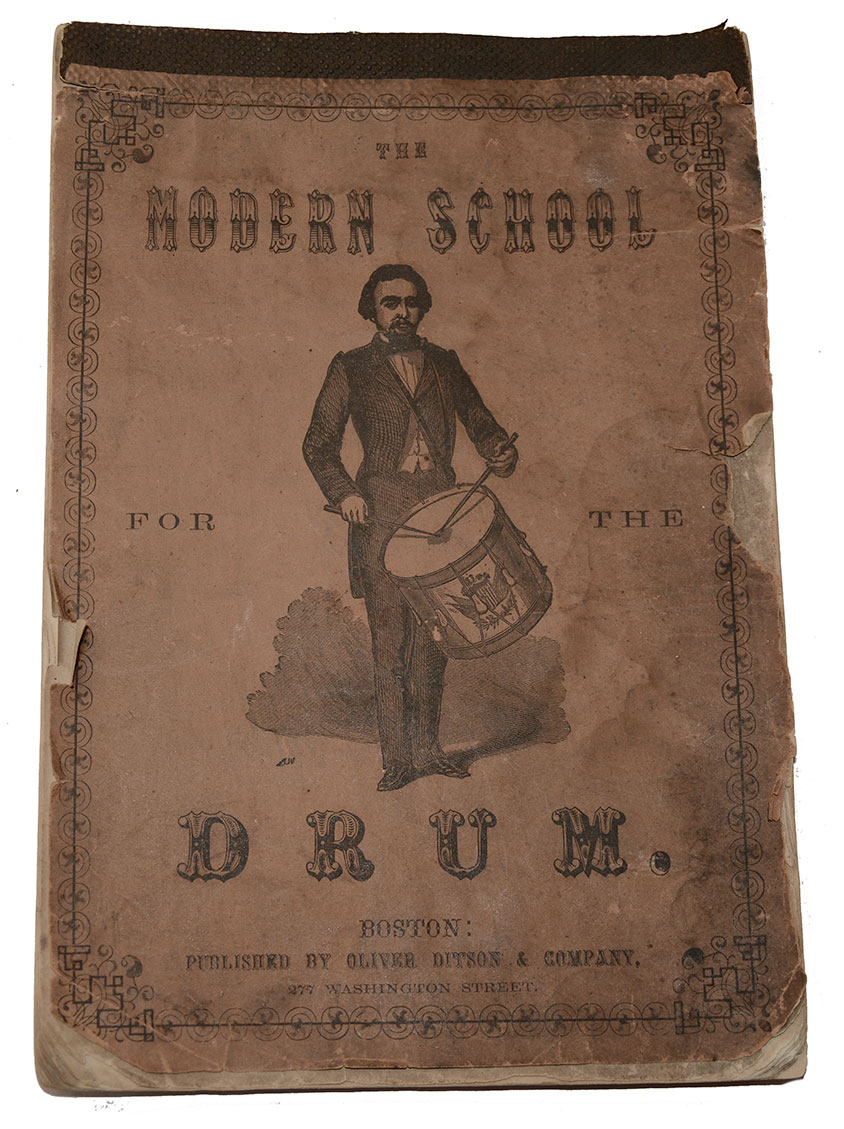 THE
MODERN SCHOOL
FOR THE
DRUM.
BOSTON:
PUBLISHED BY OLIVER DITSON & COMPANY,
277 WASHINGTON STREET.